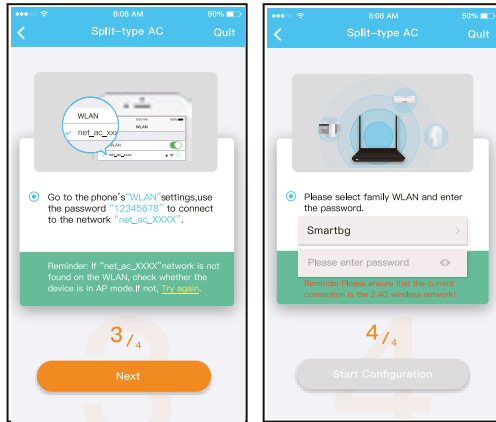 8:08 AM
50%
Split-type AC
Quit
WLAN
net_ac_xxx
WLAN
WLAN
Go to the phone's"WLAN"settings,use
the password "12345678" to connect
to the network "net_ac_XXXX".
Reminder: If "net_ac_XXXX"network is not
found on the WLAN, check whether the
device is in AP mode.If not, Try again.
3/4
Next
8:08 AM
50%
Split-type AC
Quit
Please select family WLAN and enter
the password.
Smartbg
Please enter password
Reminder:Please ensure that the current
connection is the 2.4G wireless network!
4/4
Start Configuration